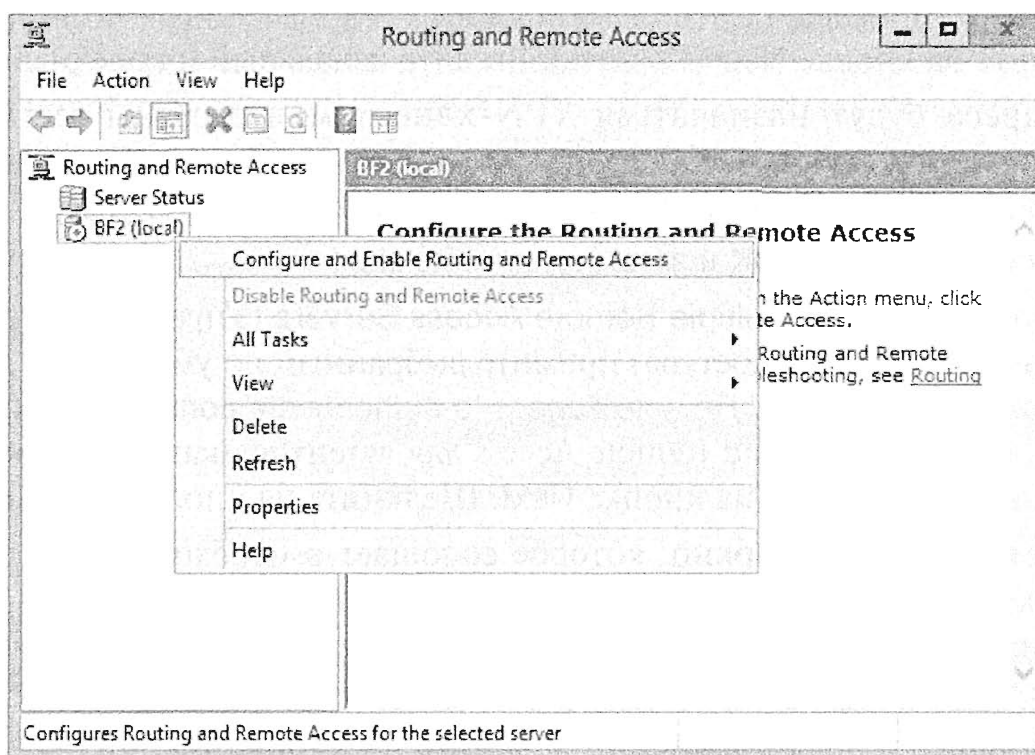 Routing and Remote Access
File Action View Help
Routing and Remote Access
Server Status
BF2 (local)
BF2 (local)
Configure the Routing and Remote Access
Configure and Enable Routing and Remote Access
Disable Routing and Remote Access
n the Action menu, click
te Access.
All Tasks
Routing and Remote
View
leshooting, see Routing
Delete
Refresh
Properties
Help
Configures Routing and Remote Access for the selected server